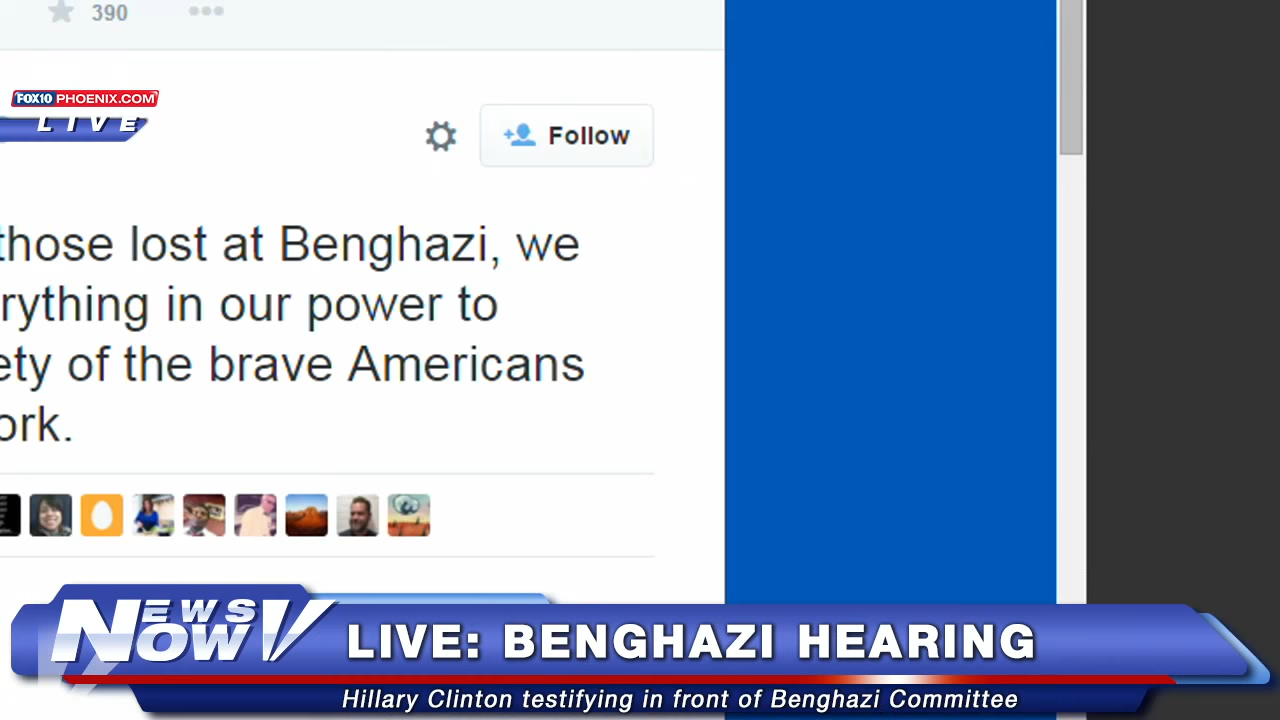 390
FOX10 PHOENIX.COM
LIVE
Follow
those lost at Benghazi, we
rything in our power to
ety of the brave Americans
ork.
NEWS
NOW
LIVE: BENGHAZI HEARING
Hillary Clinton testifying in front of Benghazi Committee